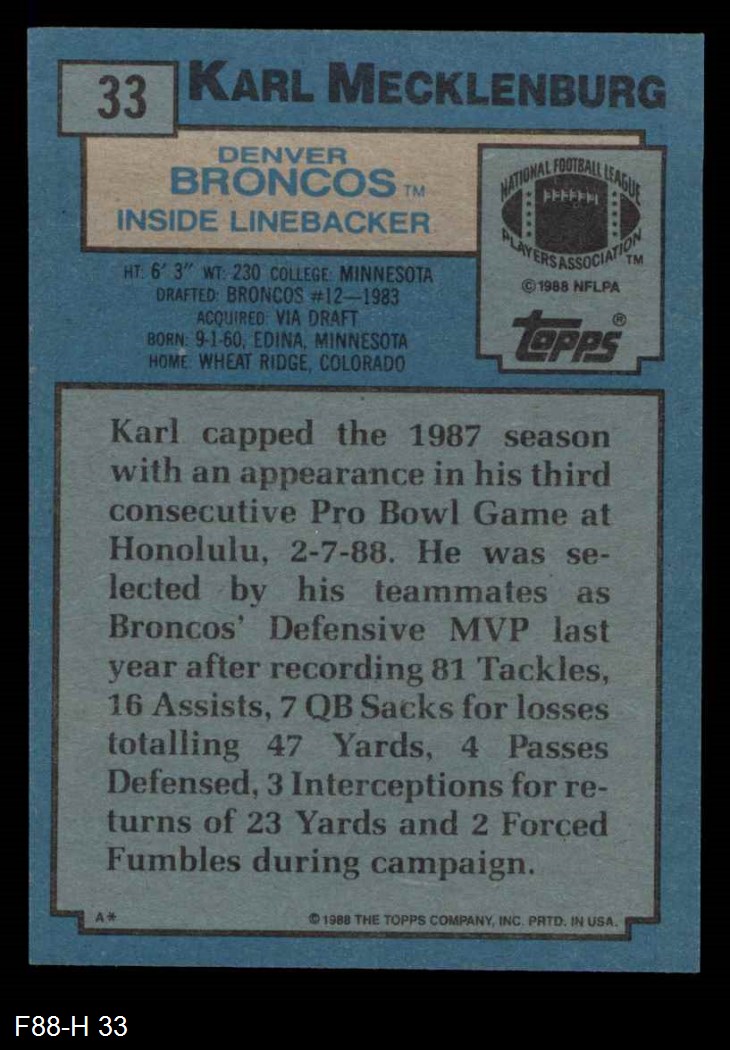 33
KARL MECKLENBURG
DENVER
BRONCOS TM
INSIDE LINEBACKER
NATIONAL FOOTBALL LEAGUE
PLAYERS ASSOCIATION TM
© 1988 NFLPA
topps ®
HT: 6' 3" WT: 230 COLLEGE: MINNESOTA
DRAFTED: BRONCOS #12—1983
ACQUIRED: VIA DRAFT
BORN: 9-1-60, EDINA, MINNESOTA
HOME: WHEAT RIDGE, COLORADO
Karl capped the 1987 season
with an appearance in his third
consecutive Pro Bowl Game at
Honolulu, 2-7-88. He was se-
lected by his teammates as
Broncos' Defensive MVP last
year after recording 81 Tackles,
16 Assists, 7 QB Sacks for losses
totalling 47 Yards, 4 Passes
Defensed, 3 Interceptions for re-
turns of 23 Yards and 2 Forced
Fumbles during campaign.
A* © 1988 THE TOPPS COMPANY, INC. PRTD. IN USA.
F88-H 33